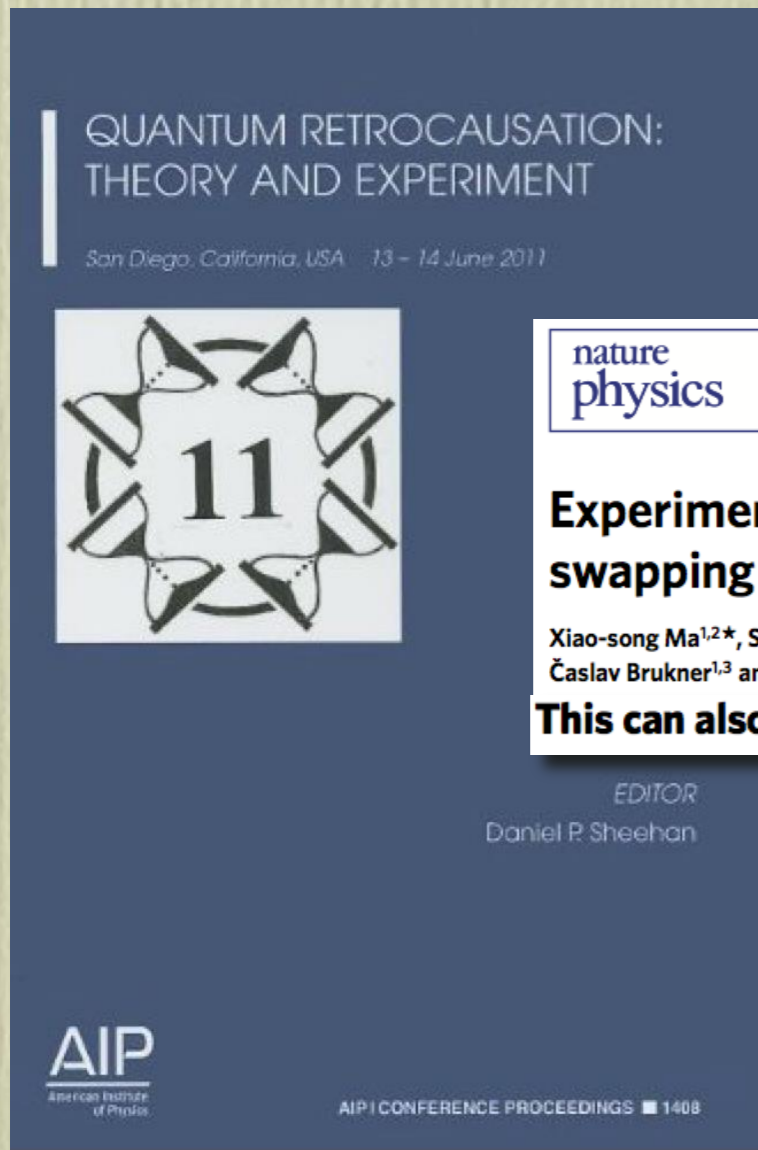 QUANTUM RETROCAUSATION:
THEORY AND EXPERIMENT
San Diego, California, USA 13 – 14 June 2011
11
nature
physics
Experimen
swapping
Xiao-song Ma1,2★, S
Časlav Brukner1,3 an
This can also
EDITOR
Daniel P. Sheehan
AIP
American Institute
of Physics
AIP | CONFERENCE PROCEEDINGS ■ 1408